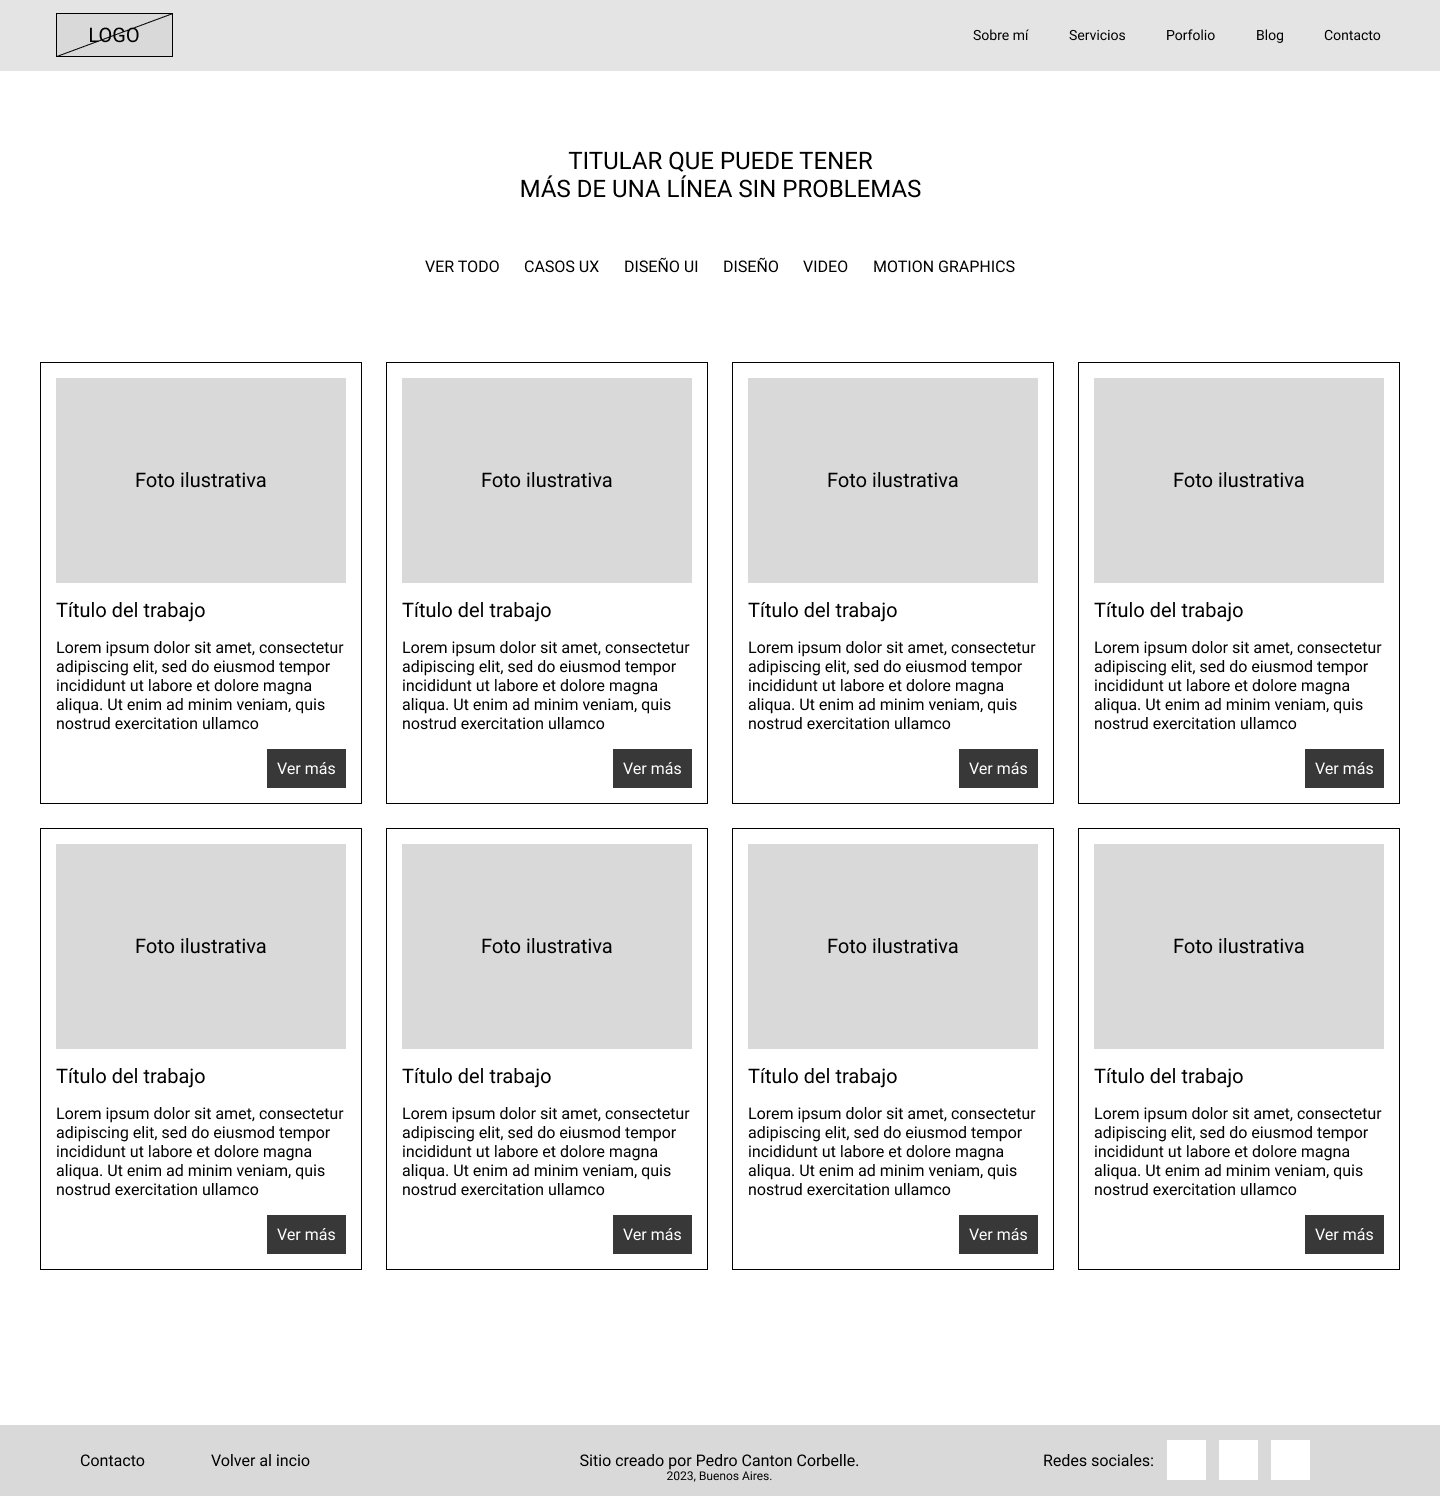 LOGO
Sobre mí Servicios Porfolio Blog Contacto
TITULAR QUE PUEDE TENER
MÁS DE UNA LÍNEA SIN PROBLEMAS
VER TODO CASOS UX DISEÑO UI DISEÑO VIDEO MOTION GRAPHICS
Foto ilustrativa
Título del trabajo
Lorem ipsum dolor sit amet, consectetur
adipiscing elit, sed do eiusmod tempor
incididunt ut labore et dolore magna
aliqua. Ut enim ad minim veniam, quis
nostrud exercitation ullamco
Ver más
Foto ilustrativa
Título del trabajo
Lorem ipsum dolor sit amet, consectetur
adipiscing elit, sed do eiusmod tempor
incididunt ut labore et dolore magna
aliqua. Ut enim ad minim veniam, quis
nostrud exercitation ullamco
Ver más
Foto ilustrativa
Título del trabajo
Lorem ipsum dolor sit amet, consectetur
adipiscing elit, sed do eiusmod tempor
incididunt ut labore et dolore magna
aliqua. Ut enim ad minim veniam, quis
nostrud exercitation ullamco
Ver más
Foto ilustrativa
Título del trabajo
Lorem ipsum dolor sit amet, consectetur
adipiscing elit, sed do eiusmod tempor
incididunt ut labore et dolore magna
aliqua. Ut enim ad minim veniam, quis
nostrud exercitation ullamco
Ver más
Foto ilustrativa
Título del trabajo
Lorem ipsum dolor sit amet, consectetur
adipiscing elit, sed do eiusmod tempor
incididunt ut labore et dolore magna
aliqua. Ut enim ad minim veniam, quis
nostrud exercitation ullamco
Ver más
Foto ilustrativa
Título del trabajo
Lorem ipsum dolor sit amet, consectetur
adipiscing elit, sed do eiusmod tempor
incididunt ut labore et dolore magna
aliqua. Ut enim ad minim veniam, quis
nostrud exercitation ullamco
Ver más
Foto ilustrativa
Título del trabajo
Lorem ipsum dolor sit amet, consectetur
adipiscing elit, sed do eiusmod tempor
incididunt ut labore et dolore magna
aliqua. Ut enim ad minim veniam, quis
nostrud exercitation ullamco
Ver más
Foto ilustrativa
Título del trabajo
Lorem ipsum dolor sit amet, consectetur
adipiscing elit, sed do eiusmod tempor
incididunt ut labore et dolore magna
aliqua. Ut enim ad minim veniam, quis
nostrud exercitation ullamco
Ver más
Contacto Volver al incio
Sitio creado por Pedro Canton Corbelle.
2023, Buenos Aires.
Redes sociales: